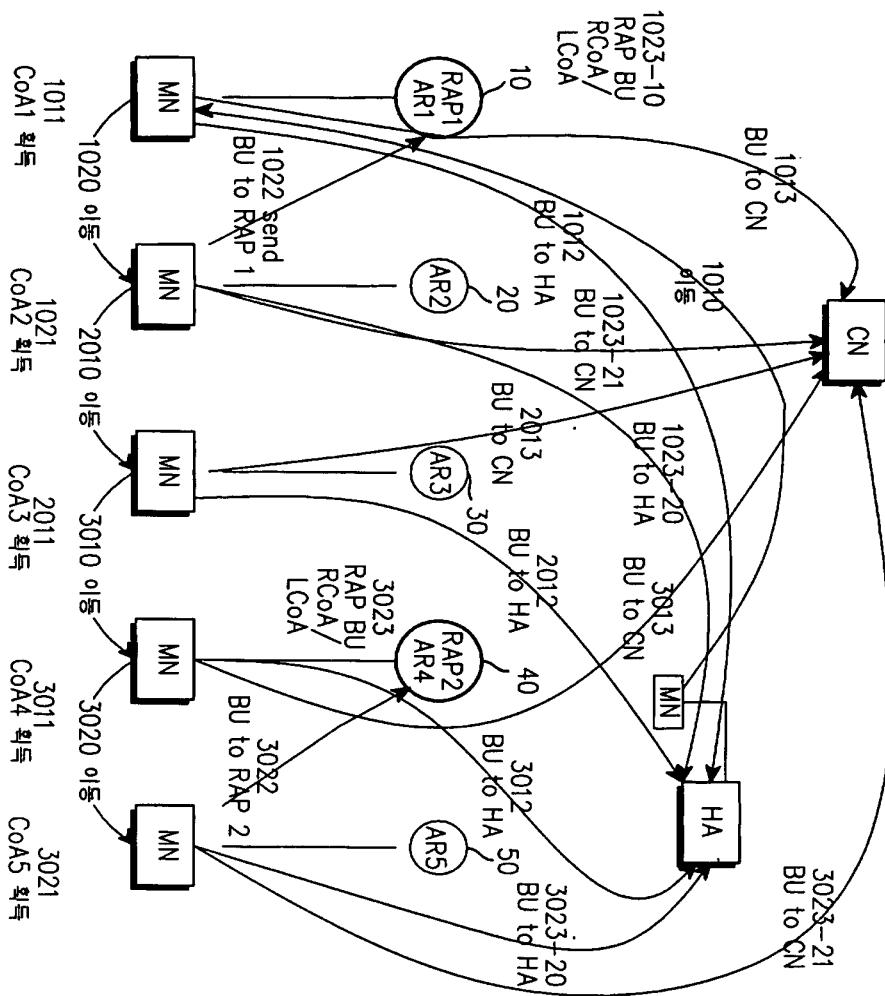 CN
HA
MN
1013
BU to CN
1010
이동
1012
BU to HA
1023-21
BU to CN
1023-20
BU to HA
2013
BU to CN
2012
BU to HA
3013
BU to CN
3012
BU to HA
3023-20
BU to HA
3023-21
BU to CN
1023-10
RAP BU
RCoA/
LCoA
RAP1
AR1
10
1022 send
BU to RAP 1
AR2
20
AR3
30
3023
RAP BU
RCoA/
LCoA
RAP2
AR4
40
3022
BU to RAP 2
AR5
50
MN
MN
MN
MN
MN
1011
CoA1 획득
1020 이동
1021
CoA2 획득
2010 이동
2011
CoA3 획득
3010 이동
3011
CoA4 획득
3020 이동
3021
CoA5 획득